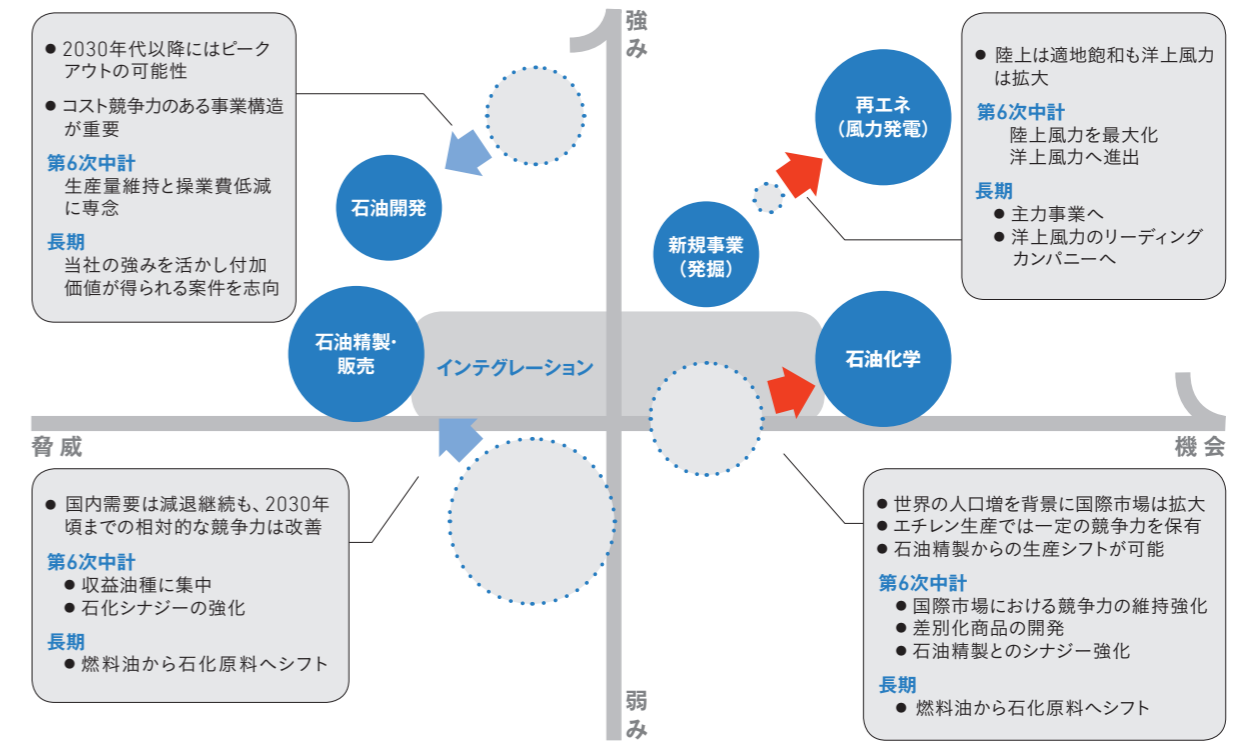 ● 2030年代以降にはピーク
アウトの可能性
● コスト競争力のある事業構造
が重要
第6次中計
生産量維持と操業費低減
に専念
長期
当社の強みを活かし付加
価値が得られる案件を志向
強み
石油開発
再エネ
(風力発電)
新規事業
(発掘)
● 陸上は適地飽和も洋上風力
は拡大
第6次中計
陸上風力を最大化
洋上風力へ進出
長期
● 主力事業へ
● 洋上風力のリーディング
カンパニーへ
石油精製・
販売
インテグレーション
石油化学
脅威
機会
● 国内需要は減退継続も、2030年
頃までの相対的な競争力は改善
第6次中計
● 収益油種に集中
● 石化シナジーの強化
長期
● 燃料油から石化原料へシフト
● 世界の人口増を背景に国際市場は拡大
● エチレン生産では一定の競争力を保有
● 石油精製からの生産シフトが可能
第6次中計
● 国際市場における競争力の維持強化
● 差別化商品の開発
● 石油精製とのシナジー強化
長期
● 燃料油から石化原料へシフト
弱み